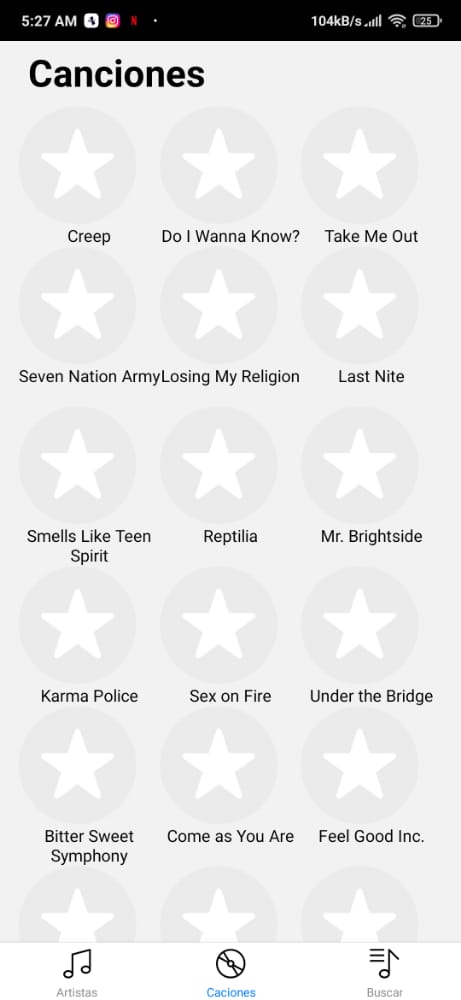 5:27 AM
104kB/s
25
Canciones
Creep
Do I Wanna Know?
Take Me Out
Seven Nation Army
Losing My Religion
Last Nite
Smells Like Teen
Spirit
Reptilia
Mr. Brightside
Karma Police
Sex on Fire
Under the Bridge
Bitter Sweet
Symphony
Come as You Are
Feel Good Inc.
Artistas
Caciones
Buscar